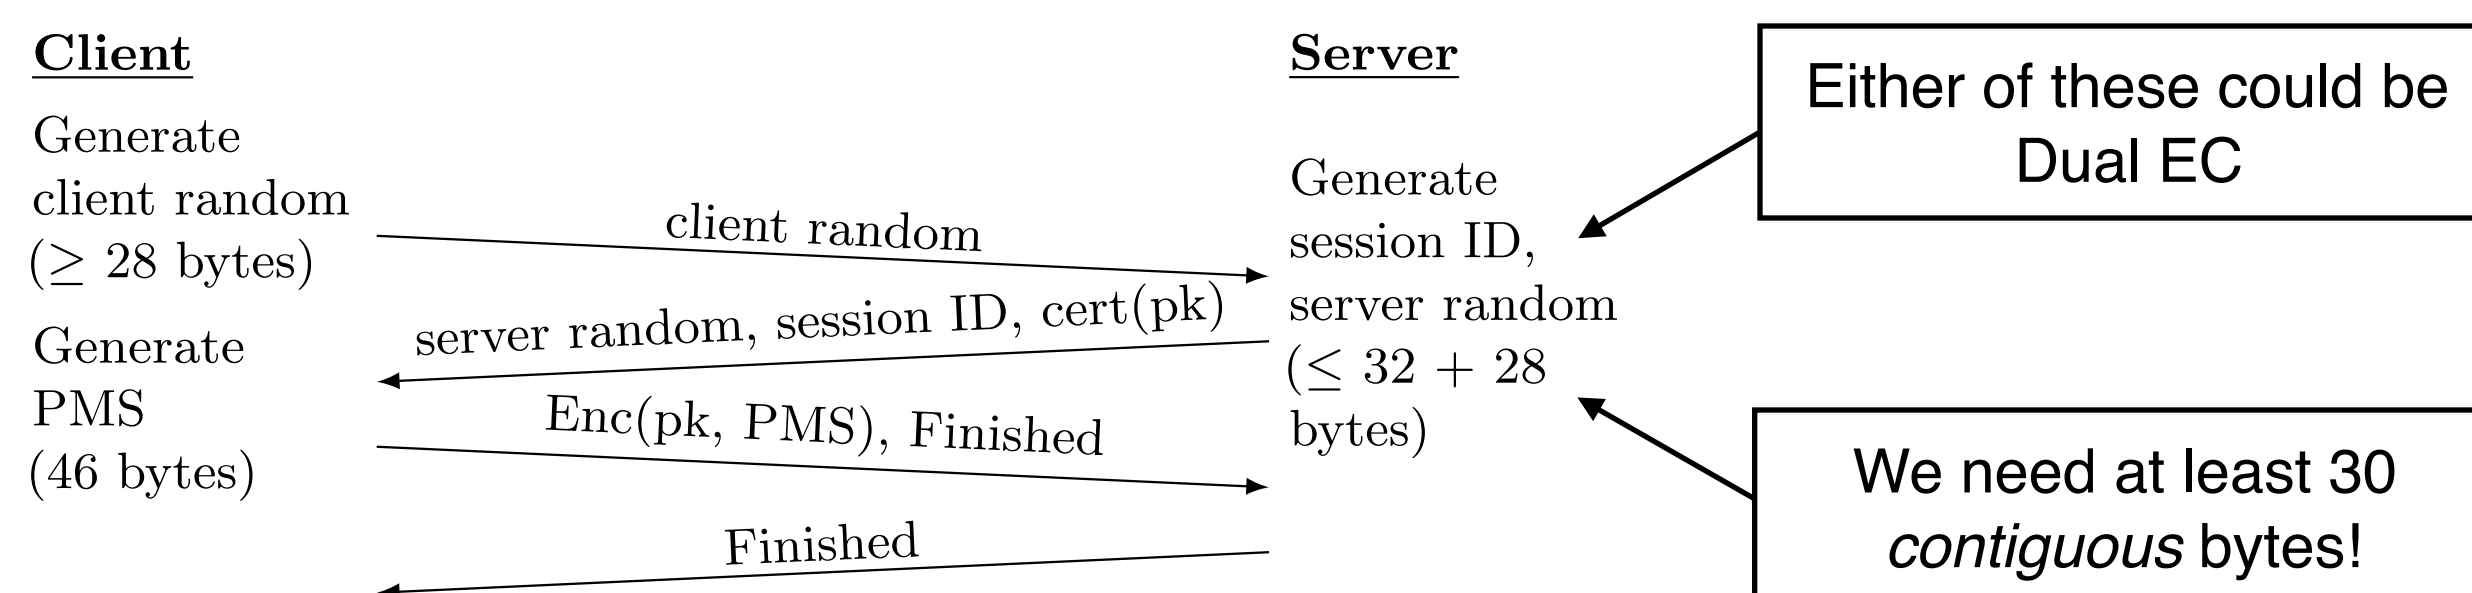 Client
Generate
client random
(≥ 28 bytes)
Generate
PMS
(46 bytes)
client random
server random, session ID, cert(pk)
Enc(pk, PMS), Finished
Finished
Server
Generate
session ID,
server random
(≤ 32 + 28
bytes)
Either of these could be
Dual EC
We need at least 30
contiguous bytes!